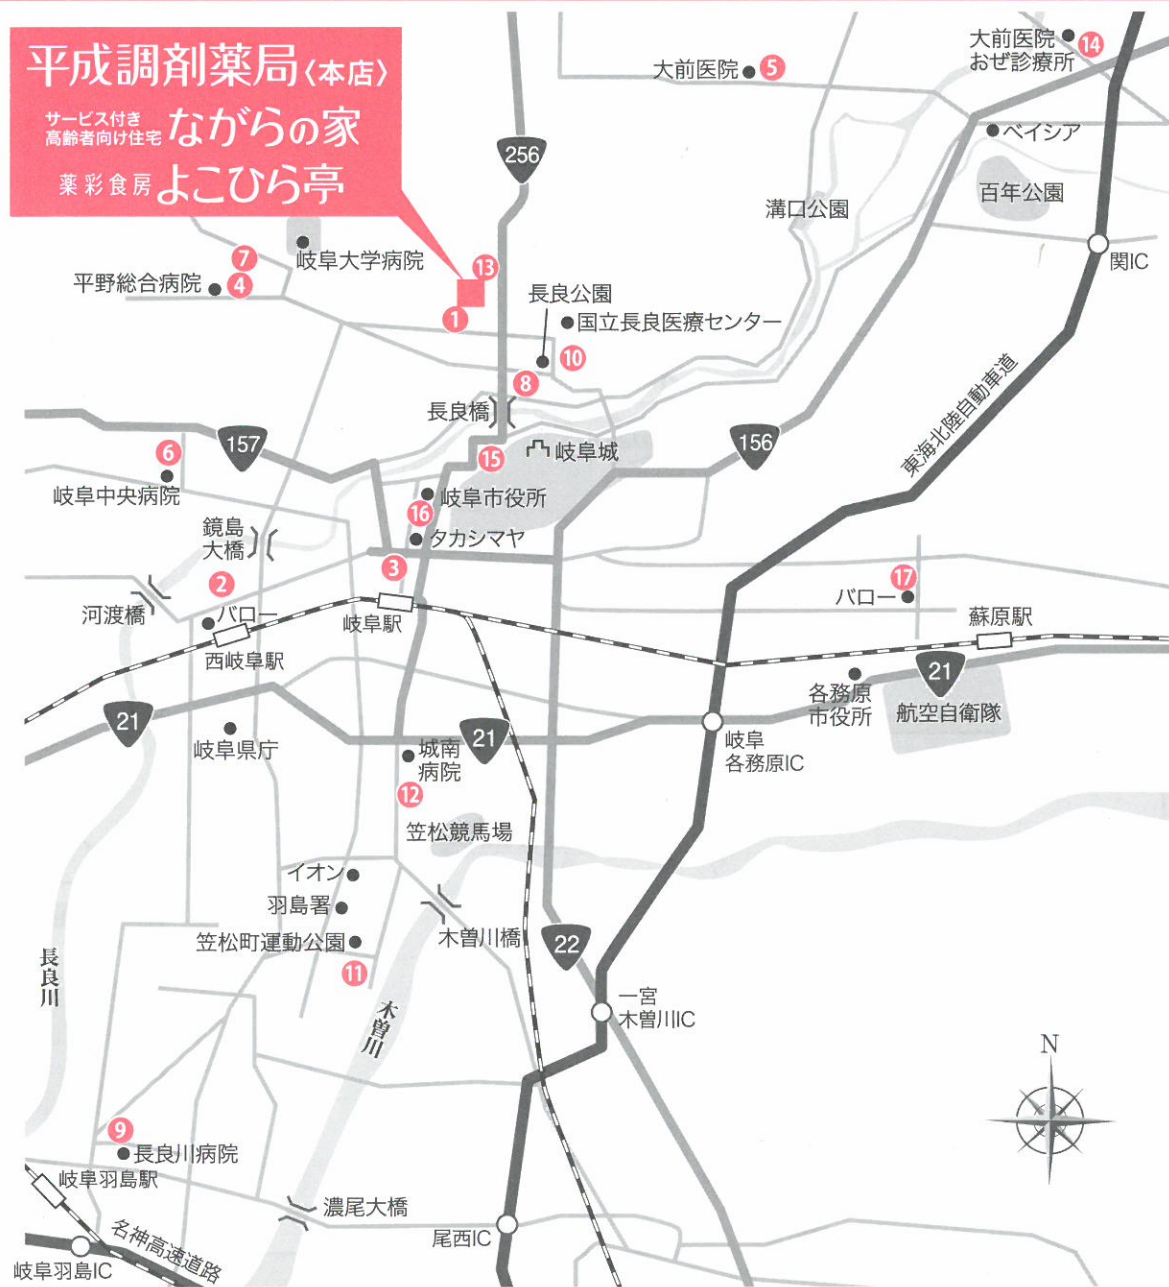 平成調剤薬局〈本店〉
サービス付き
高齢者向け住宅 ながらの家
薬彩食房 よこひら亭
大前医院 5
大前医院
おぜ診療所
14
256
ベイシア
百年公園
溝口公園
関IC
7
岐阜大学病院
平野総合病院 4
13
1
長良公園
国立長良医療センター
10
8
長良橋
東海北陸自動車道
157
156
15
岐阜城
6
岐阜中央病院
岐阜市役所
16
タカシマヤ
鏡島
大橋
3
2
河渡橋
バロー
西岐阜駅
岐阜駅
17
バロー
蘇原駅
21
各務原
市役所
航空自衛隊
21
岐阜県庁
21
城南
病院
12
岐阜
各務原IC
笠松競馬場
イオン
羽島署
笠松町運動公園
11
木曽川橋
22
長良川
木曽川
一宮
木曽川IC
N
9
長良川病院
岐阜羽島駅
濃尾大橋
尾西IC
名神高速道路
岐阜羽島IC